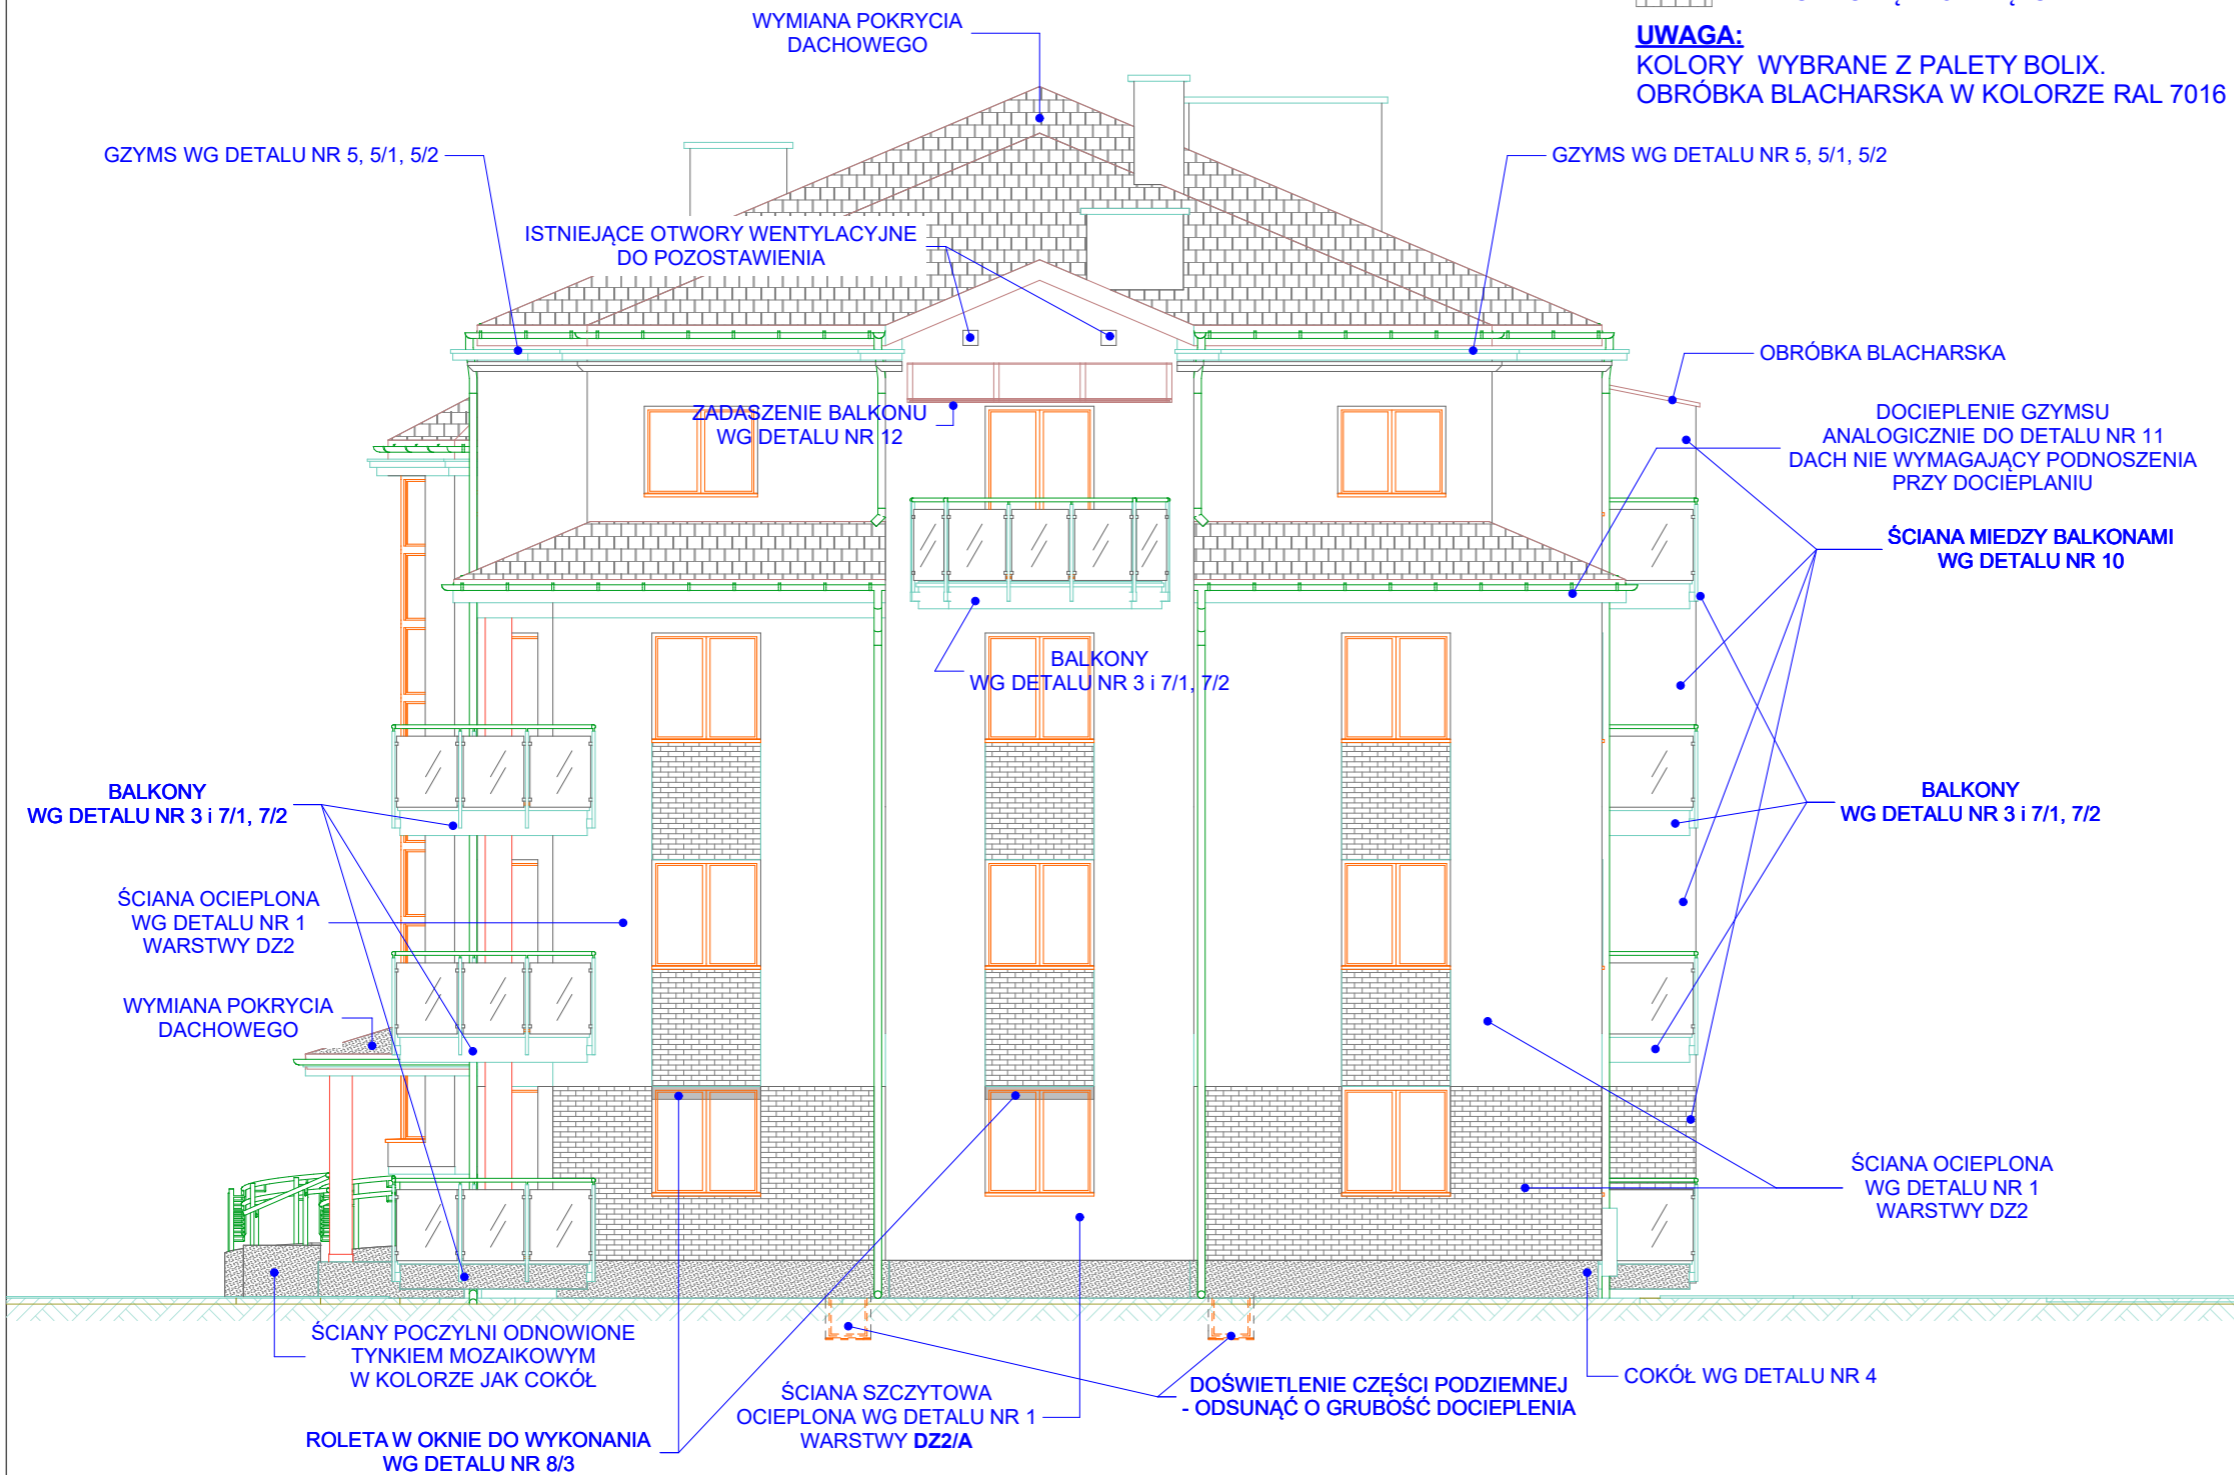 WYMIANA POKRYCIA
DACHOWEGO
UWAGA:
KOLORY WYBRANE Z PALETY BOLIX.
OBRÓBKA BLACHARSKA W KOLORZE RAL 7016
GZYMS WG DETALU NR 5, 5/1, 5/2
GZYMS WG DETALU NR 5, 5/1, 5/2
ISTNIEJĄCE OTWORY WENTYLACYJNE
DO POZOSTAWIENIA
OBRÓBKA BLACHARSKA
ZADASZENIE BALKONU
WG DETALU NR 12
DOCIEPLENIE GZYMSU
ANALOGICZNIE DO DETALU NR 11
DACH NIE WYMAGAJĄCY PODNOSZENIA
PRZY DOCIEPLANIU
ŚCIANA MIEDZY BALKONAMI
WG DETALU NR 10
BALKONY
WG DETALU NR 3 i 7/1, 7/2
BALKONY
WG DETALU NR 3 i 7/1, 7/2
BALKONY
WG DETALU NR 3 i 7/1, 7/2
ŚCIANA OCIEPLONA
WG DETALU NR 1
WARSTWY DZ2
WYMIANA POKRYCIA
DACHOWEGO
ŚCIANA OCIEPLONA
WG DETALU NR 1
WARSTWY DZ2
ŚCIANY POCZYLNI ODNOWIONE
TYNKIEM MOZAIKOWYM
W KOLORZE JAK COKÓŁ
ŚCIANA SZCZYTOWA
OCIEPLONA WG DETALU NR 1
WARSTWY DZ2/A
DOŚWIETLENIE CZĘŚCI PODZIEMNEJ
- ODSUNĄĆ O GRUBOŚĆ DOCIEPLENIA
COKÓŁ WG DETALU NR 4
ROLETA W OKNIE DO WYKONANIA
WG DETALU NR 8/3